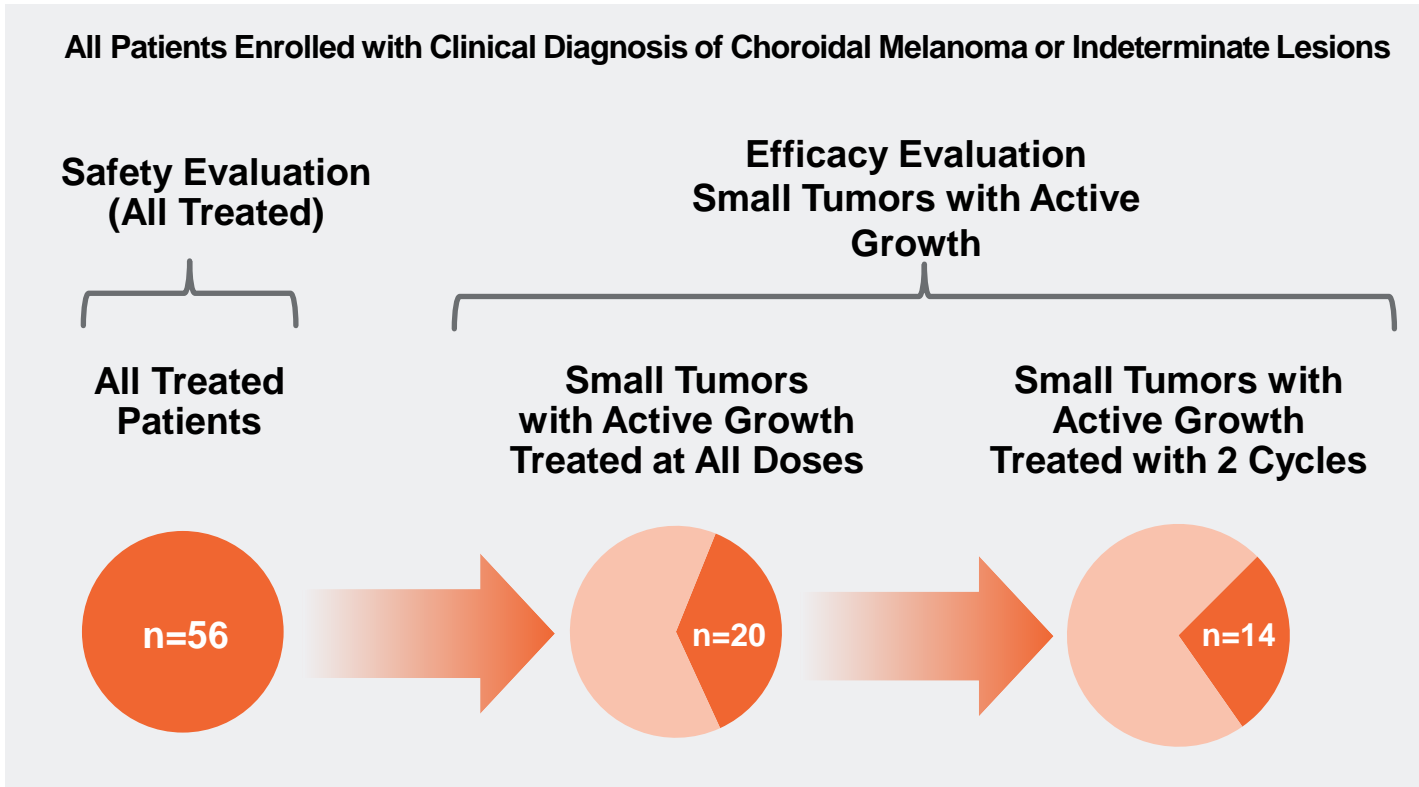 All Patients Enrolled with Clinical Diagnosis of Choroidal Melanoma or Indeterminate Lesions
Safety Evaluation
(All Treated)
Efficacy Evaluation
Small Tumors with Active
Growth
All Treated
Patients
Small Tumors
with Active Growth
Treated at All Doses
Small Tumors with
Active Growth
Treated with 2 Cycles
n=56
n=20
n=14